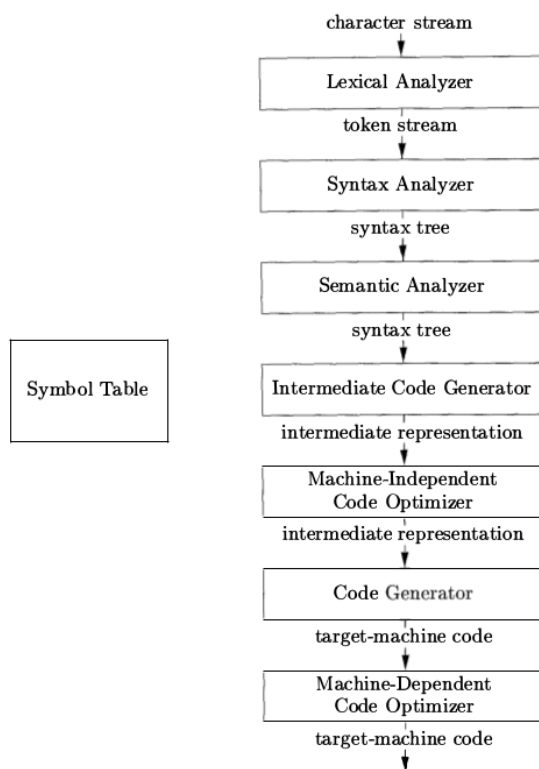 character stream
Lexical Analyzer
token stream
Syntax Analyzer
syntax tree
Semantic Analyzer
syntax tree
Symbol Table
Intermediate Code Generator
intermediate representation
Machine-Independent
Code Optimizer
intermediate representation
Code Generator
target-machine code
Machine-Dependent
Code Optimizer
target-machine code